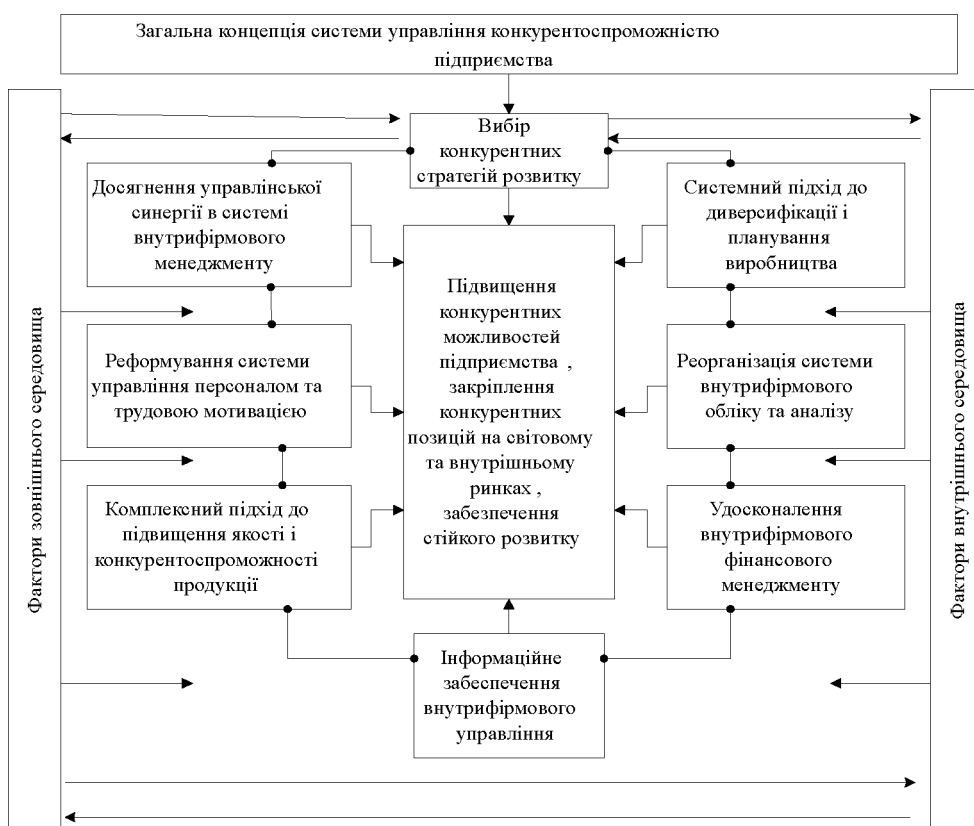 Загальна концепція системи управління конкурентоспроможністю
підприємства
Фактори зовнішнього середовища
Вибір
конкурентних
стратегій розвитку
Досягнення управлінської
синергії в системі
внутрифірмового
менеджменту
Реформування системи
управління персоналом та
трудовою мотивацією
Комплексний підхід до
підвищення якості і
конкурентоспроможності
продукції
Підвищення
конкурентних
можливостей
підприємства ,
закріплення
конкурентних
позицій на світовому
та внутрішньому
ринках ,
забезпечення
стійкого розвитку
Інформаційне
забеспечення
внутрифірмового
управління
Системний підхід до
диверсифікації і
планування
виробництва
Реорганізація системи
внутрифірмового
обліку та аналізу
Удосконалення
внутрифірмового
фінансового
менеджменту
Фактори внутрішнього середовища